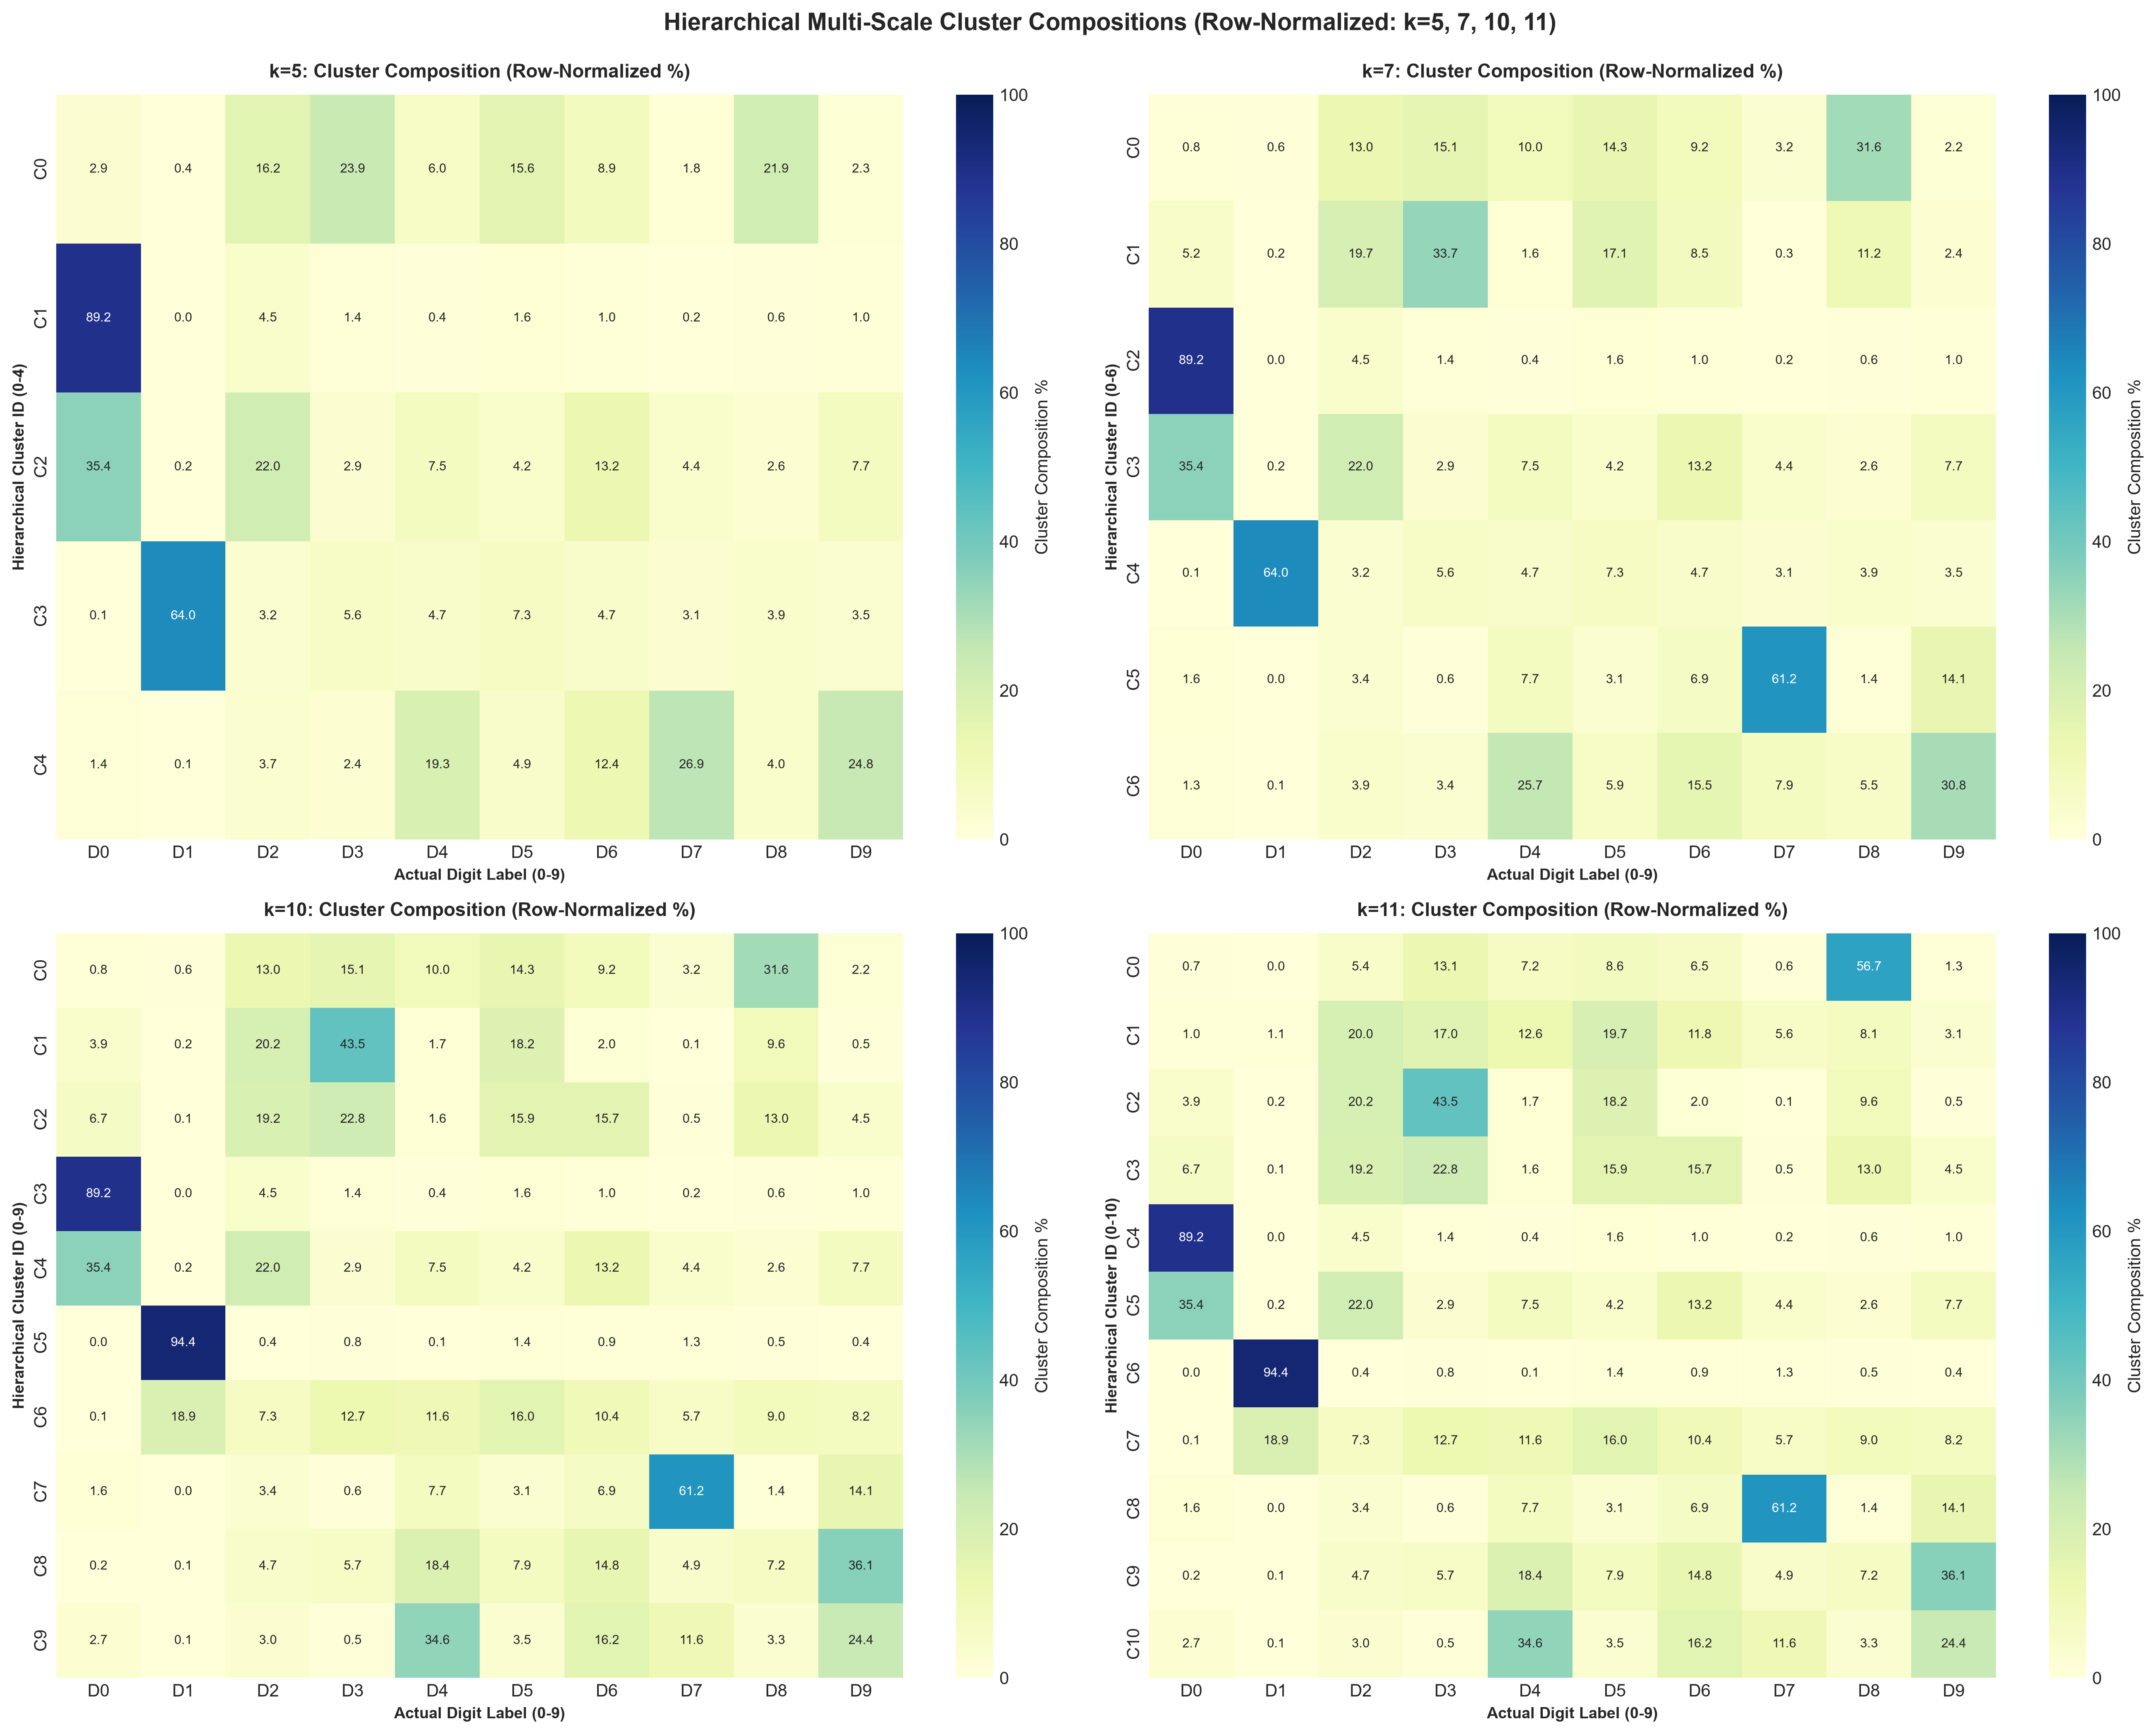 Hierarchical Multi-Scale Cluster Compositions (Row-Normalized: k=5, 7, 10, 11)
k=5: Cluster Composition (Row-Normalized %)
Hierarchical Cluster ID (0-4)
C0 2.9 0.4 16.2 23.9 6.0 15.6 8.9 1.8 21.9 2.3
C1 89.2 0.0 4.5 1.4 0.4 1.6 1.0 0.2 0.6 1.0
C2 35.4 0.2 22.0 2.9 7.5 4.2 13.2 4.4 2.6 7.7
C3 0.1 64.0 3.2 5.6 4.7 7.3 4.7 3.1 3.9 3.5
C4 1.4 0.1 3.7 2.4 19.3 4.9 12.4 26.9 4.0 24.8
D0 D1 D2 D3 D4 D5 D6 D7 D8 D9
Actual Digit Label (0-9)
100
80
60
40
20
0
Cluster Composition %
k=7: Cluster Composition (Row-Normalized %)
Hierarchical Cluster ID (0-6)
C0 0.8 0.6 13.0 15.1 10.0 14.3 9.2 3.2 31.6 2.2
C1 5.2 0.2 19.7 33.7 1.6 17.1 8.5 0.3 11.2 2.4
C2 89.2 0.0 4.5 1.4 0.4 1.6 1.0 0.2 0.6 1.0
C3 35.4 0.2 22.0 2.9 7.5 4.2 13.2 4.4 2.6 7.7
C4 0.1 64.0 3.2 5.6 4.7 7.3 4.7 3.1 3.9 3.5
C5 1.6 0.0 3.4 0.6 7.7 3.1 6.9 61.2 1.4 14.1
C6 1.3 0.1 3.9 3.4 25.7 5.9 15.5 7.9 5.5 30.8
D0 D1 D2 D3 D4 D5 D6 D7 D8 D9
Actual Digit Label (0-9)
100
80
60
40
20
0
Cluster Composition %
k=10: Cluster Composition (Row-Normalized %)
Hierarchical Cluster ID (0-9)
C0 0.8 0.6 13.0 15.1 10.0 14.3 9.2 3.2 31.6 2.2
C1 3.9 0.2 20.2 43.5 1.7 18.2 2.0 0.1 9.6 0.5
C2 6.7 0.1 19.2 22.8 1.6 15.9 15.7 0.5 13.0 4.5
C3 89.2 0.0 4.5 1.4 0.4 1.6 1.0 0.2 0.6 1.0
C4 35.4 0.2 22.0 2.9 7.5 4.2 13.2 4.4 2.6 7.7
C5 0.0 94.4 0.4 0.8 0.1 1.4 0.9 1.3 0.5 0.4
C6 0.1 18.9 7.3 12.7 11.6 16.0 10.4 5.7 9.0 8.2
C7 1.6 0.0 3.4 0.6 7.7 3.1 6.9 61.2 1.4 14.1
C8 0.2 0.1 4.7 5.7 18.4 7.9 14.8 4.9 7.2 36.1
C9 2.7 0.1 3.0 0.5 34.6 3.5 16.2 11.6 3.3 24.4
D0 D1 D2 D3 D4 D5 D6 D7 D8 D9
Actual Digit Label (0-9)
100
80
60
40
20
0
Cluster Composition %
k=11: Cluster Composition (Row-Normalized %)
Hierarchical Cluster ID (0-10)
C0 0.7 0.0 5.4 13.1 7.2 8.6 6.5 0.6 56.7 1.3
C1 1.0 1.1 20.0 17.0 12.6 19.7 11.8 5.6 8.1 3.1
C2 3.9 0.2 20.2 43.5 1.7 18.2 2.0 0.1 9.6 0.5
C3 6.7 0.1 19.2 22.8 1.6 15.9 15.7 0.5 13.0 4.5
C4 89.2 0.0 4.5 1.4 0.4 1.6 1.0 0.2 0.6 1.0
C5 35.4 0.2 22.0 2.9 7.5 4.2 13.2 4.4 2.6 7.7
C6 0.0 94.4 0.4 0.8 0.1 1.4 0.9 1.3 0.5 0.4
C7 0.1 18.9 7.3 12.7 11.6 16.0 10.4 5.7 9.0 8.2
C8 1.6 0.0 3.4 0.6 7.7 3.1 6.9 61.2 1.4 14.1
C9 0.2 0.1 4.7 5.7 18.4 7.9 14.8 4.9 7.2 36.1
C10 2.7 0.1 3.0 0.5 34.6 3.5 16.2 11.6 3.3 24.4
D0 D1 D2 D3 D4 D5 D6 D7 D8 D9
Actual Digit Label (0-9)
100
80
60
40
20
0
Cluster Composition %